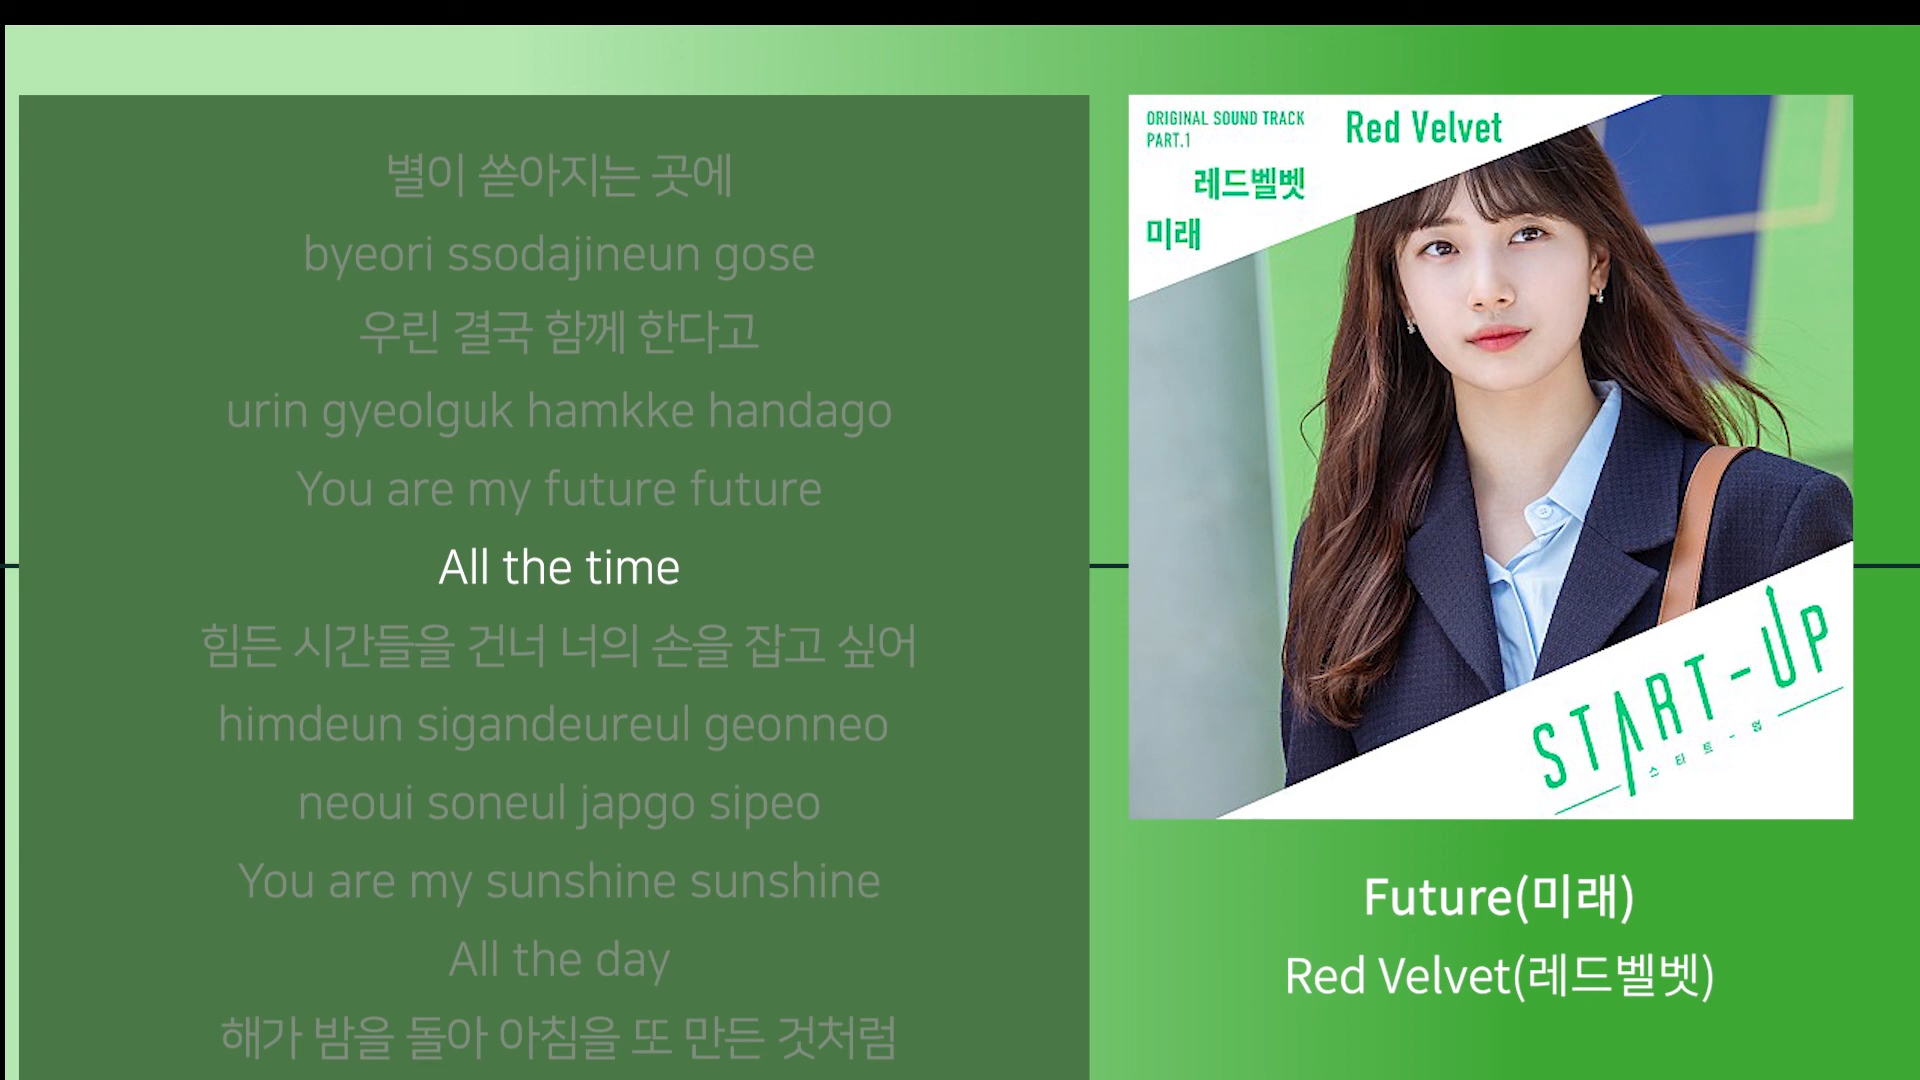 별이 쏟아지는 곳에
byeori ssodajineun gose
우린 결국 함께 한다고
urin gyeolguk hamkke handago
You are my future future
All the time
힘든 시간들을 건너 너의 손을 잡고 싶어
himdeun sigandeureul geonneo
neoui soneul japgo sipeo
You are my sunshine sunshine
All the day
해가 밤을 돌아 아침을 또 만든 것처럼
ORIGINAL SOUND TRACK
PART.1
Red Velvet
레드벨벳
미래
START-UP
스타트-업
Future(미래)
Red Velvet(레드벨벳)